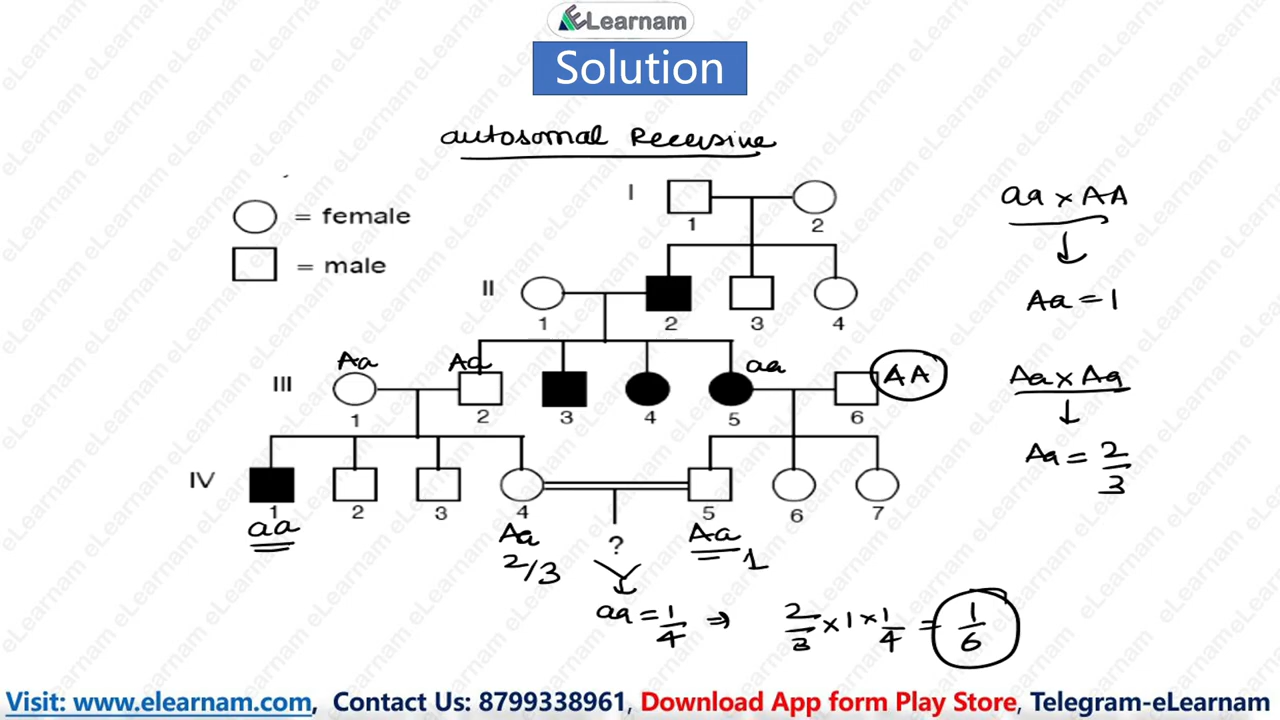 eLearnam
Solution
autosomal Recessive
I
1
2
= female
= male
II
1
2
3
4
Aa
Aa
aa
AA
III
1
2
3
4
5
6
IV
1
2
3
4
5
6
7
aa
Aa
2/3
?
Aa
1
aa = 1/4 ⇒ 2/3 x 1 x 1/4 = 1/6
aa x AA
↓
Aa = 1
Aa x Aa
↓
Aa = 2/3
Visit: www.elearnam.com, Contact Us: 8799338961, Download App form Play Store, Telegram-eLearnam